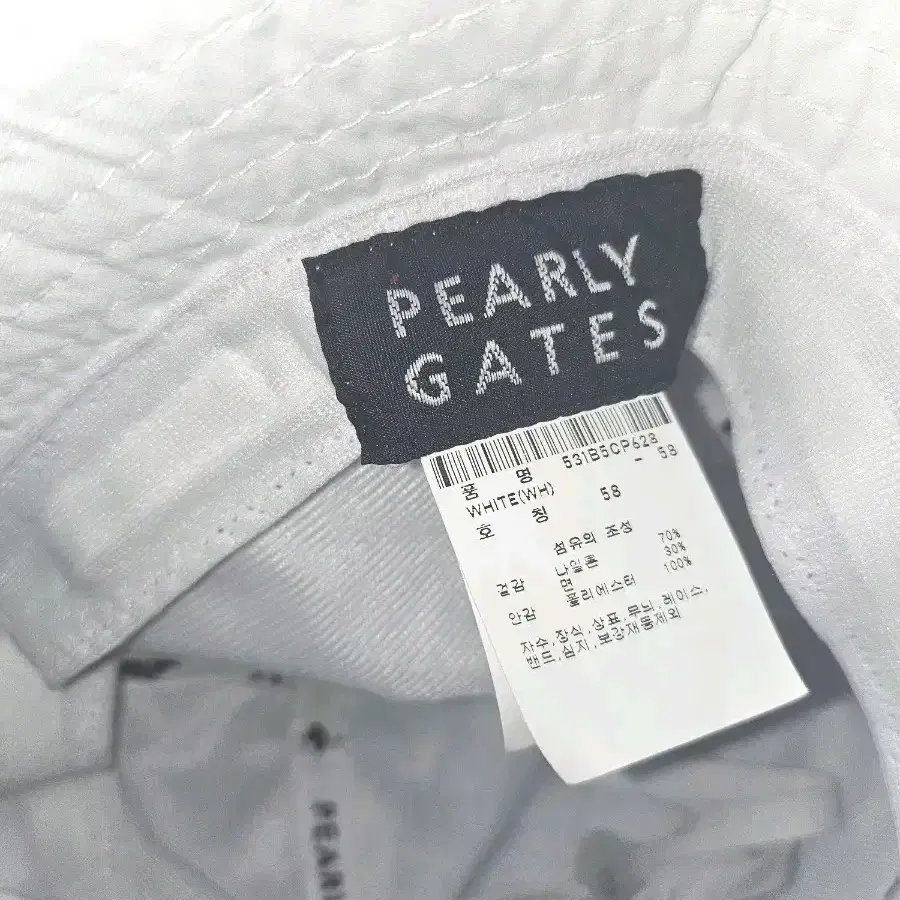 PEARLY
GATES
품 명 531B5CP628
WHITE(WH) - 58
호 칭 58
섬유의 조성
겉감 나일론 70%
면 30%
안감 폴리에스터 100%
자수,장식,상표,무늬,레이스,
밴드,심지,보강재등제외
PEARL